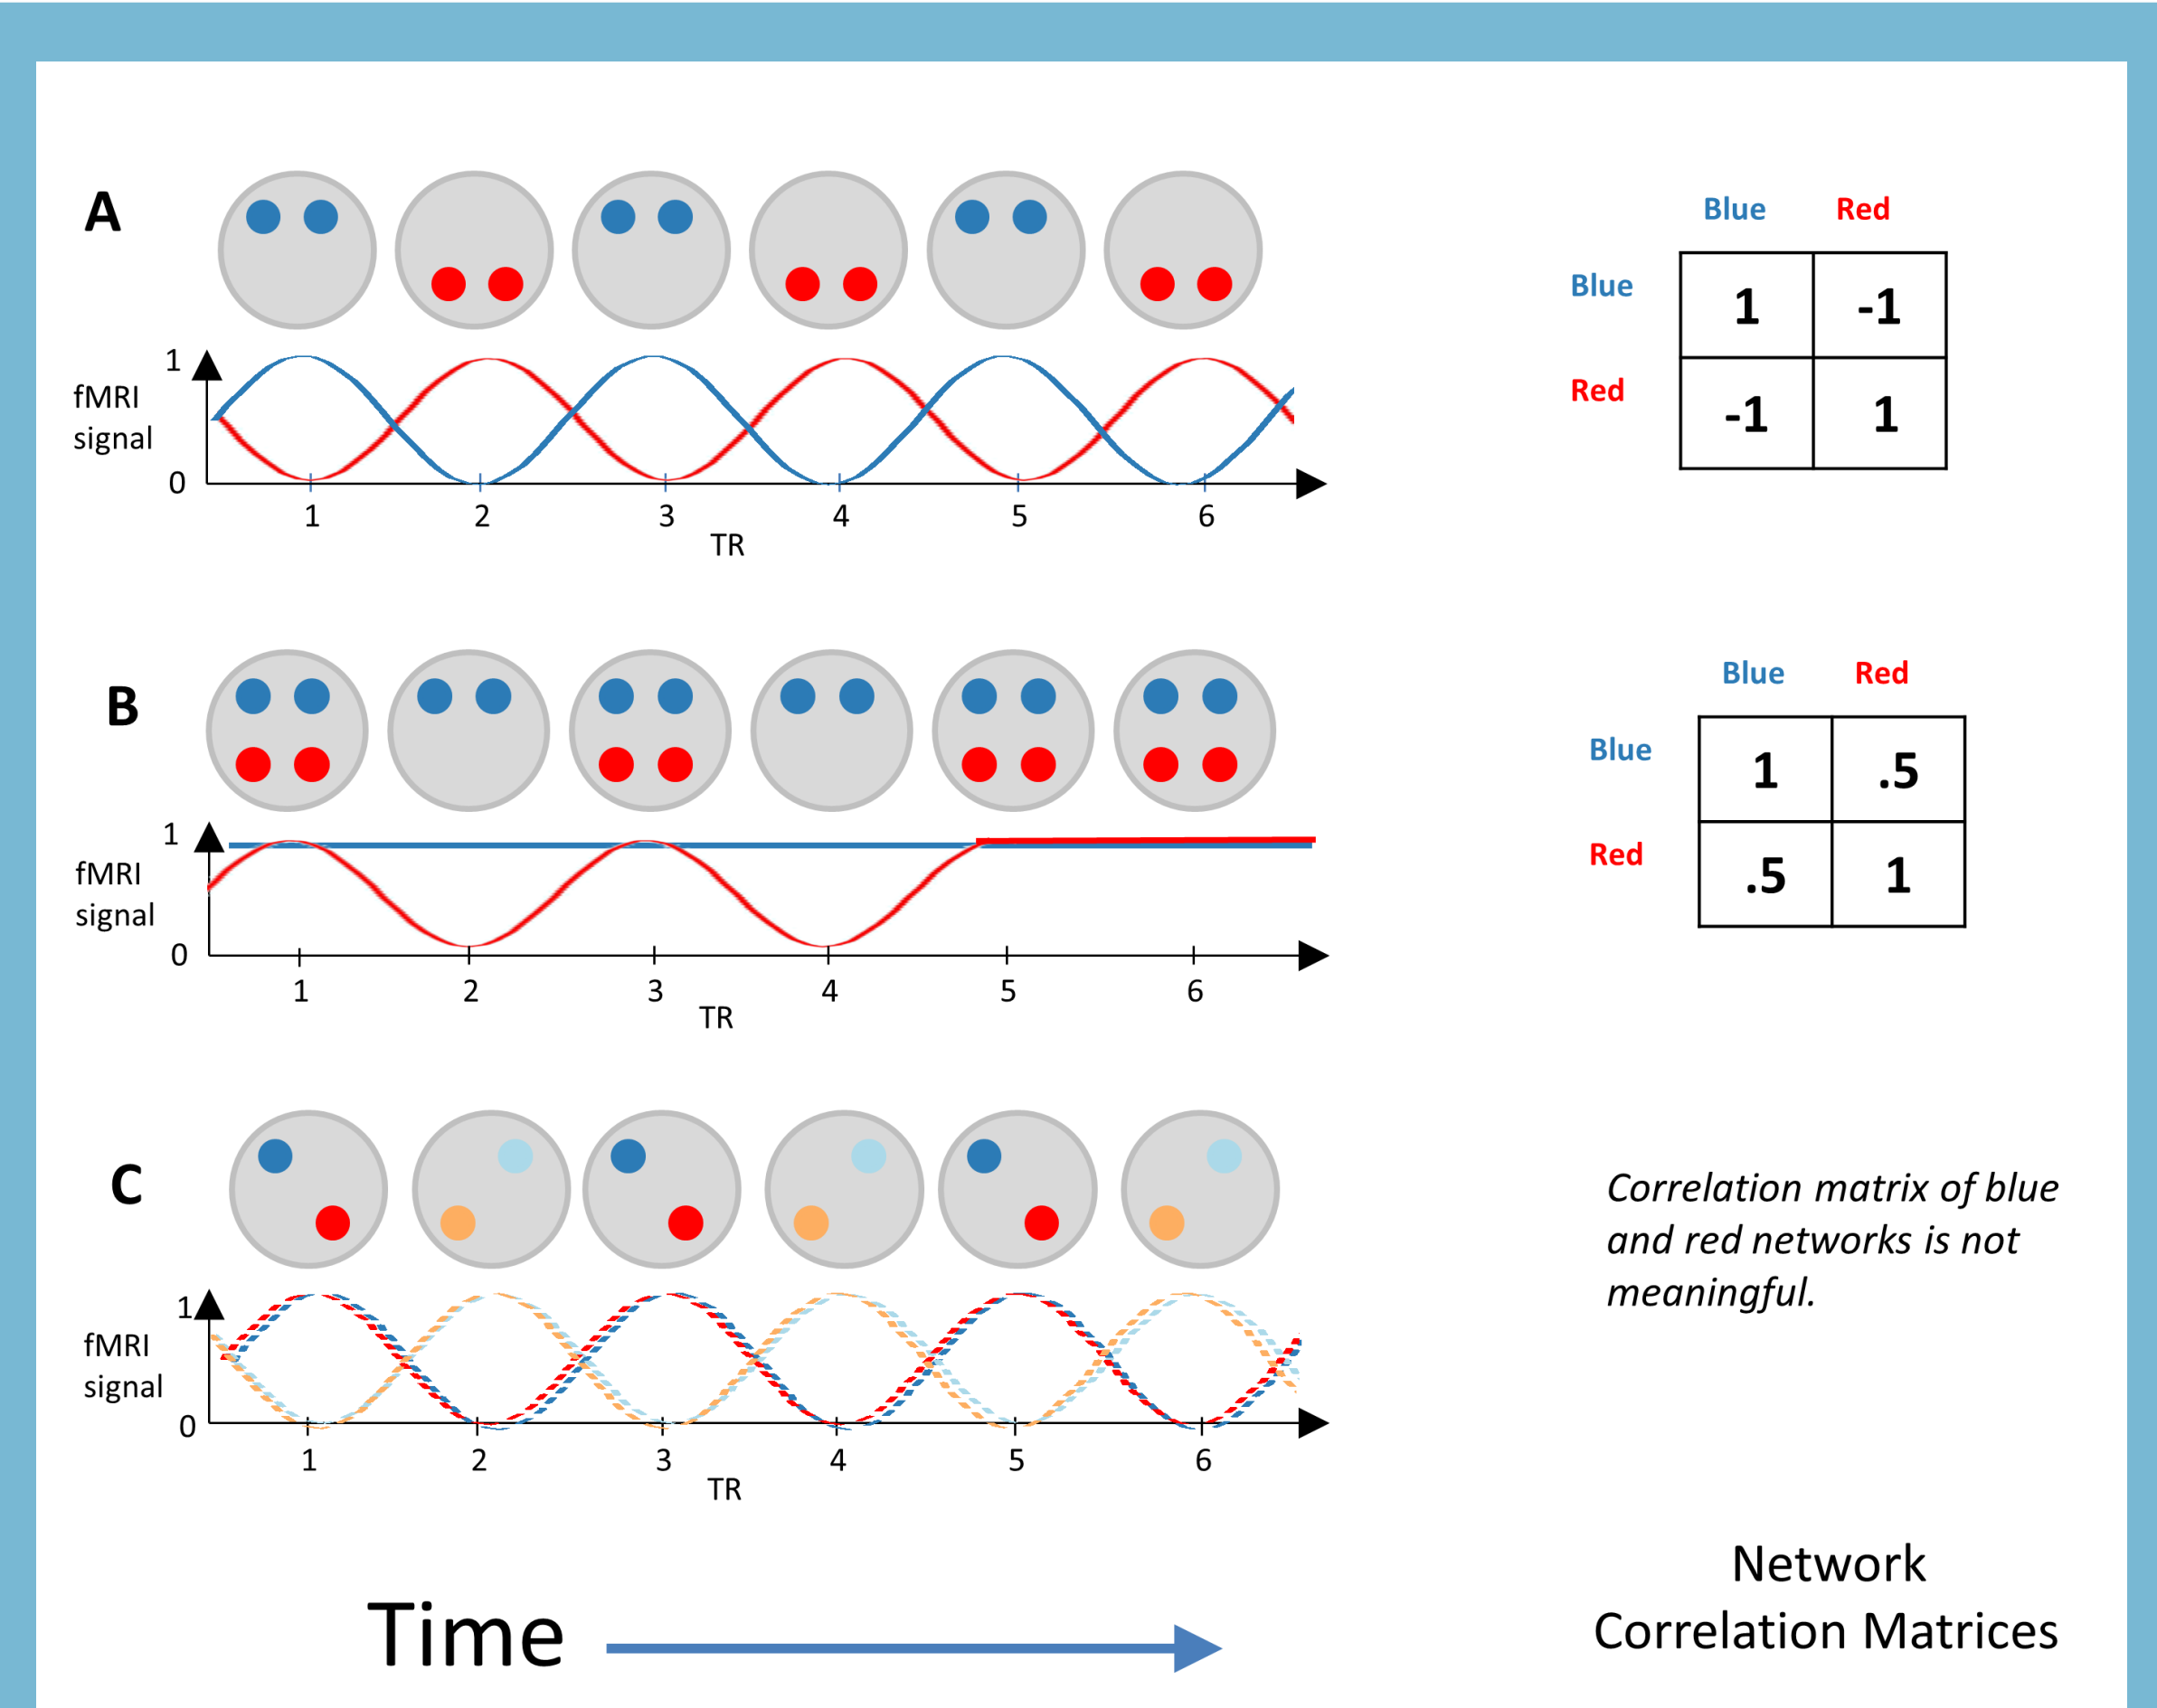 A
Blue Red
Blue 1 -1
Red -1 1
1
fMRI
signal
0
1 2 3 4 5 6
TR
B
Blue Red
Blue 1 .5
Red .5 1
1
fMRI
signal
0
1 2 3 4 5 6
TR
C
Correlation matrix of blue
and red networks is not
meaningful.
1
fMRI
signal
0
1 2 3 4 5 6
TR
Time
Network
Correlation Matrices